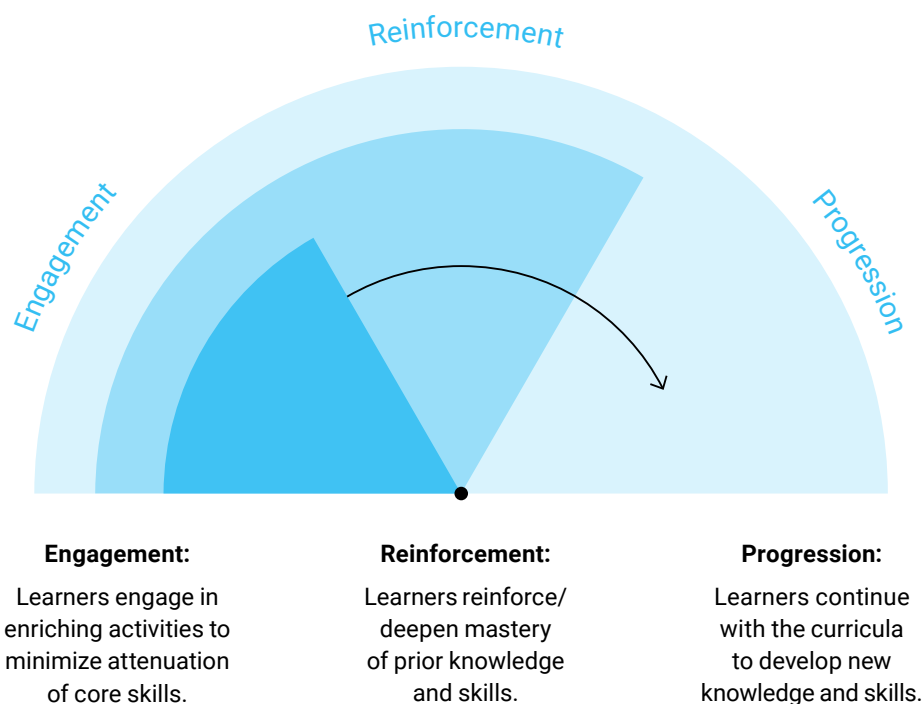 Reinforcement
Engagement
Progression
Engagement:
Learners engage in
enriching activities to
minimize attenuation
of core skills.
Reinforcement:
Learners reinforce/
deepen mastery
of prior knowledge
and skills.
Progression:
Learners continue
with the curricula
to develop new
knowledge and skills.